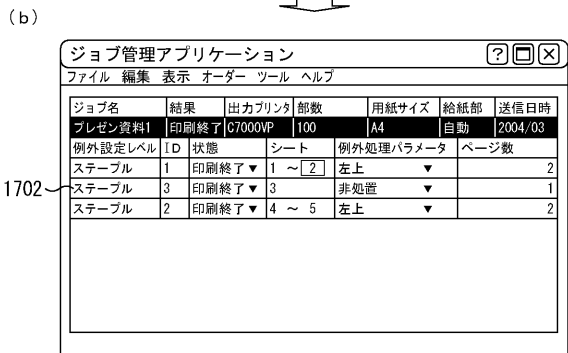 (b)
ジョブ管理アプリケーション ?
ファイル 編集 表示 オーダー ツール ヘルプ
ジョブ名 結果 出力プリンタ 部数 用紙サイズ 給紙部 送信日時
プレゼン資料1 印刷終了 C7000VP 100 A4 自動 2004/03
例外設定レベル ID 状態 シート 例外処理パラメータ ページ数
ステープル 1 印刷終了▼ 1 ～ 2 左上 ▼ 2
1702 ステープル 3 印刷終了▼ 3 非処置 ▼ 1
ステープル 2 印刷終了▼ 4 ～ 5 左上 ▼ 2